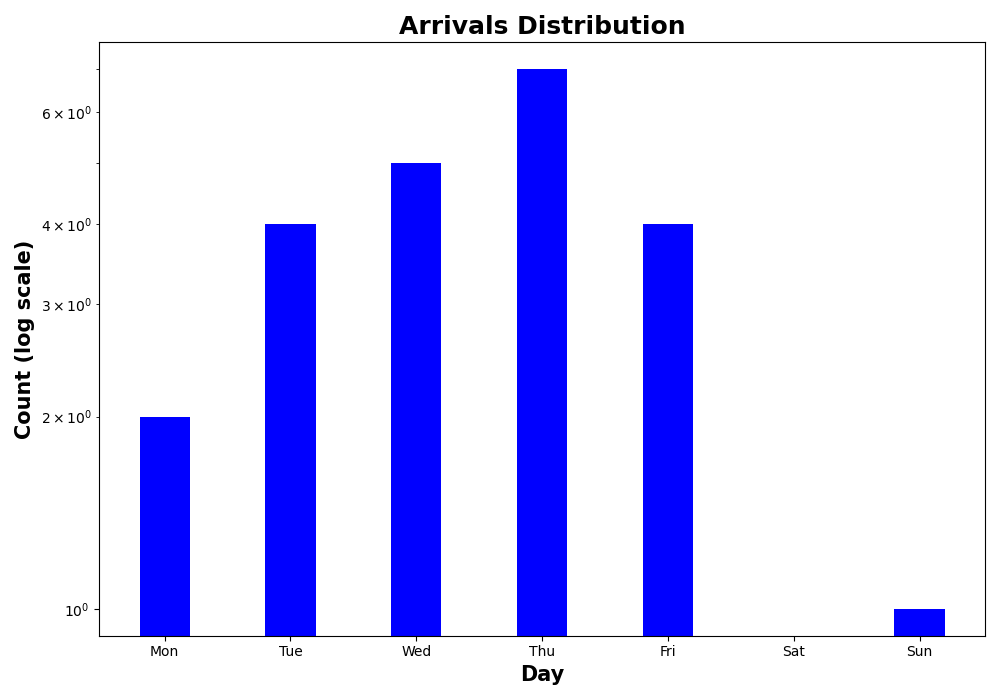 Arrivals Distribution
6 × 10⁰
4 × 10⁰
3 × 10⁰
2 × 10⁰
10⁰
Count (log scale)
Mon Tue Wed Thu Fri Sat Sun
Day